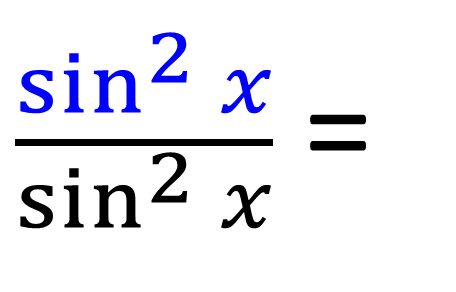 sin² x
sin² x =